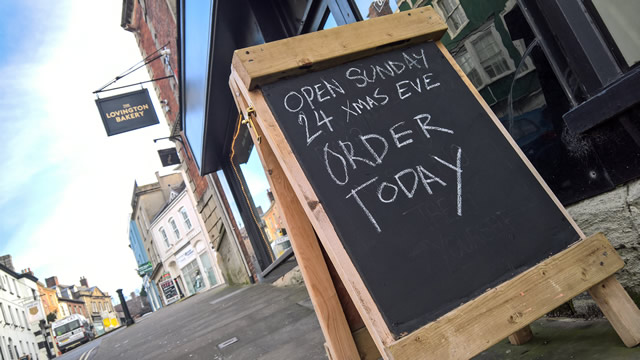 THE
LOVINGTON
BAKERY
OPEN SUNDAY
24 XMAS EVE
ORDER
TODAY